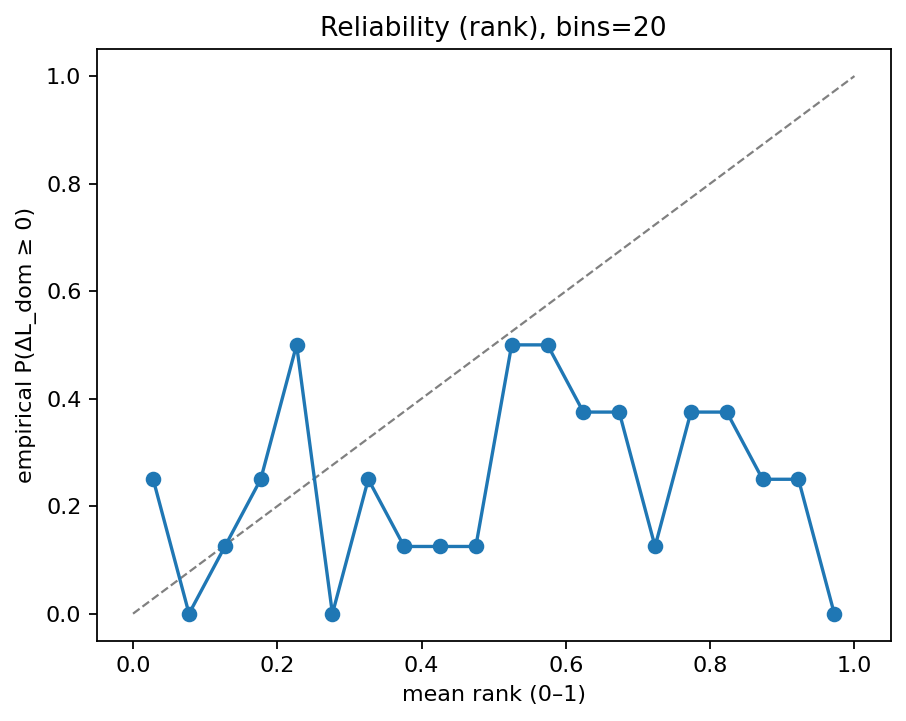 Reliability (rank), bins=20
1.0
0.8
0.6
0.4
0.2
0.0
empirical P(ΔL_dom ≥ 0)
0.0 0.2 0.4 0.6 0.8 1.0
mean rank (0–1)